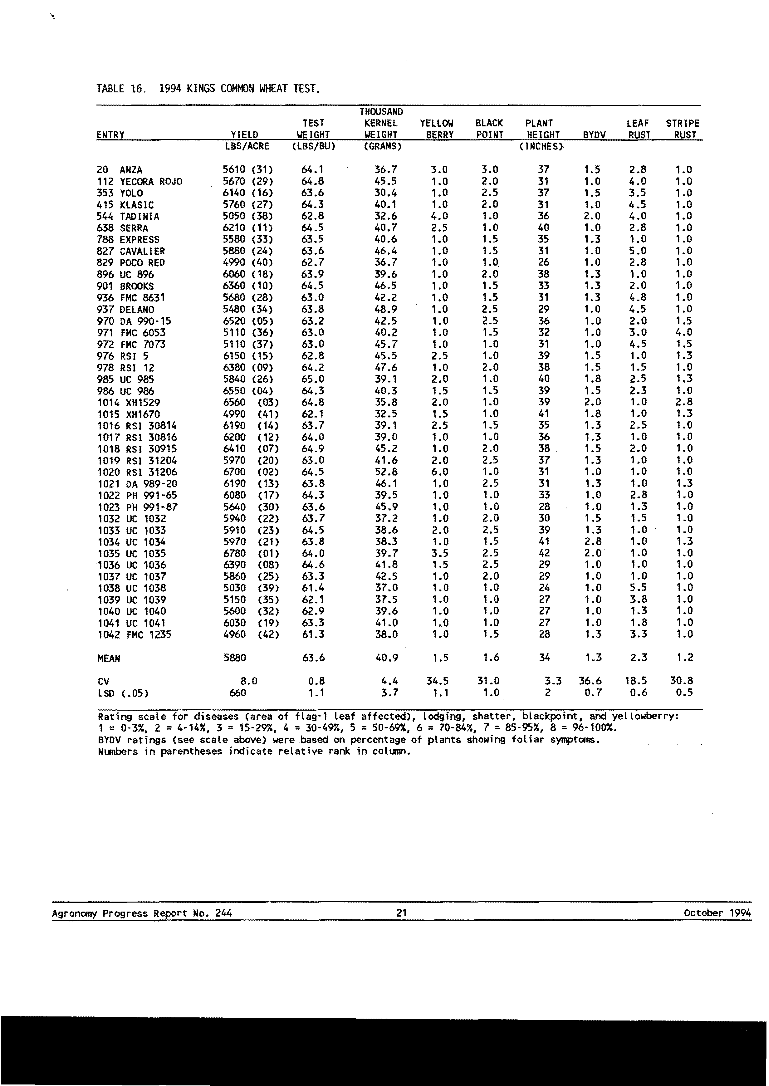 TABLE 16. 1994 KINGS COMMON WHEAT TEST.
THOUSAND
TEST KERNEL YELLOW BLACK PLANT LEAF STRIPE
ENTRY YIELD WEIGHT WEIGHT BERRY POINT HEIGHT BYDV RUST RUST
LBS/ACRE (LBS/BU) (GRAMS) (INCHES)
20 ANZA 5610 (31) 64.1 36.7 3.0 3.0 37 1.5 2.8 1.0
112 YECORA ROJO 5670 (29) 64.8 45.5 1.0 2.0 31 1.0 4.0 1.0
353 YOLO 6140 (16) 63.6 30.4 1.0 2.5 37 1.5 3.5 1.0
415 KLASIC 5760 (27) 64.3 40.1 1.0 2.0 31 1.0 4.5 1.0
544 TADINIA 5050 (38) 62.8 32.6 4.0 1.0 36 2.0 4.0 1.0
638 SERRA 6210 (11) 64.5 40.7 2.5 1.0 40 1.0 2.8 1.0
788 EXPRESS 5580 (33) 63.5 40.6 1.0 1.5 35 1.3 1.0 1.0
827 CAVALIER 5880 (24) 63.6 46.4 1.0 1.5 31 1.0 5.0 1.0
829 POCO RED 4990 (40) 62.7 36.7 1.0 1.0 26 1.0 2.8 1.0
896 UC 896 6060 (18) 63.9 39.6 1.0 2.0 38 1.3 1.0 1.0
901 BROOKS 6360 (10) 64.5 46.5 1.0 1.5 33 1.3 2.0 1.0
936 FMC 8631 5680 (28) 63.0 42.2 1.0 1.5 31 1.3 4.8 1.0
937 DELANO 5480 (34) 63.8 48.9 1.0 2.5 29 1.0 4.5 1.0
970 DA 990-15 6520 (05) 63.2 42.5 1.0 2.5 36 1.0 2.0 1.5
971 FMC 6053 5110 (36) 63.0 40.2 1.0 1.5 32 1.0 3.0 4.0
972 FMC 7073 5110 (37) 63.0 45.7 1.0 1.0 31 1.0 4.5 1.5
976 RSI 5 6150 (15) 62.8 45.5 2.5 1.0 39 1.5 1.0 1.3
978 RSI 12 6380 (09) 64.2 47.6 1.0 2.0 38 1.5 1.5 1.0
985 UC 985 5840 (26) 65.0 39.1 2.0 1.0 40 1.8 2.5 1.3
986 UC 986 6550 (04) 64.3 40.3 1.5 1.5 39 1.5 2.3 1.0
1014 XH1529 6560 (03) 64.8 35.8 2.0 1.0 39 2.0 1.0 2.8
1015 XH1670 4990 (41) 62.1 32.5 1.5 1.0 41 1.8 1.0 1.3
1016 RSI 30814 6190 (14) 63.7 39.1 2.5 1.5 35 1.3 2.5 1.0
1017 RSI 30816 6200 (12) 64.0 39.0 1.0 1.0 36 1.3 1.0 1.0
1018 RSI 30915 6410 (07) 64.9 45.2 1.0 2.0 38 1.5 2.0 1.0
1019 RSI 31204 5970 (20) 63.0 41.6 2.0 2.5 37 1.3 1.0 1.0
1020 RSI 31206 6700 (02) 64.5 52.8 6.0 1.0 31 1.0 1.0 1.0
1021 DA 989-20 6190 (13) 63.8 46.1 1.0 2.5 31 1.3 1.0 1.3
1022 PH 991-65 6080 (17) 64.3 39.5 1.0 1.0 33 1.0 2.8 1.0
1023 PH 991-87 5640 (30) 63.6 45.9 1.0 1.0 28 1.0 1.3 1.0
1032 UC 1032 5940 (22) 63.7 37.2 1.0 2.0 30 1.5 1.5 1.0
1033 UC 1033 5910 (23) 64.5 38.6 2.0 2.5 39 1.3 1.0 1.0
1034 UC 1034 5970 (21) 63.8 38.3 1.0 1.5 41 2.8 1.0 1.3
1035 UC 1035 6780 (01) 64.0 39.7 3.5 2.5 42 2.0 1.0 1.0
1036 UC 1036 6390 (08) 64.6 41.8 1.5 2.5 29 1.0 1.0 1.0
1037 UC 1037 5860 (25) 63.3 42.5 1.0 2.0 29 1.0 1.0 1.0
1038 UC 1038 5030 (39) 61.4 37.0 1.0 1.0 24 1.0 5.5 1.0
1039 UC 1039 5150 (35) 62.1 37.5 1.0 1.0 27 1.0 3.8 1.0
1040 UC 1040 5600 (32) 62.9 39.6 1.0 1.0 27 1.0 1.3 1.0
1041 UC 1041 6030 (19) 63.3 41.0 1.0 1.0 27 1.0 1.8 1.0
1042 FMC 1235 4960 (42) 61.3 38.0 1.0 1.5 28 1.3 3.3 1.0
MEAN 5880 63.6 40.9 1.5 1.6 34 1.3 2.3 1.2
CV 8.0 0.8 4.4 34.5 31.0 3.3 36.6 18.5 30.8
LSD (.05) 660 1.1 3.7 1.1 1.0 2 0.7 0.6 0.5
Rating scale for diseases (area of flag-1 leaf affected), lodging, shatter, blackpoint, and yellowberry:
1 = 0-3%, 2 = 4-14%, 3 = 15-29%, 4 = 30-49%, 5 = 50-69%, 6 = 70-84%, 7 = 85-95%, 8 = 96-100%.
BYDV ratings (see scale above) were based on percentage of plants showing foliar symptoms.
Numbers in parentheses indicate relative rank in column.
Agronomy Progress Report No. 244 21 October 1994